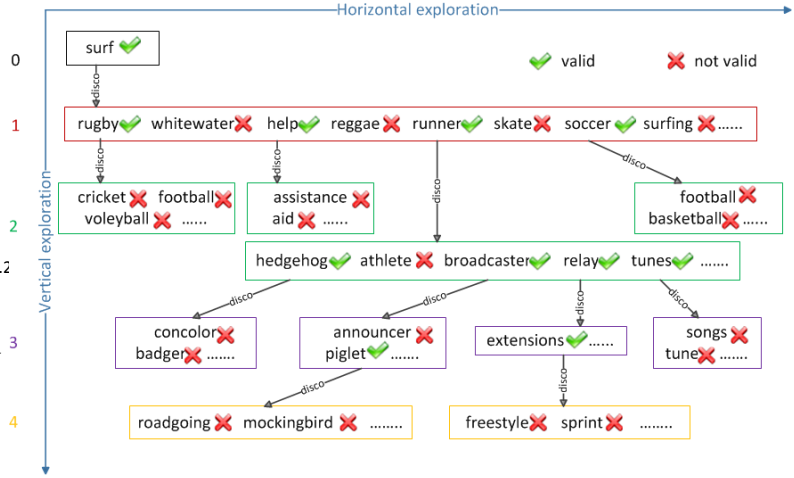 Horizontal exploration
0 surf valid not valid
disco
1 rugby whitewater help reggae runner skate soccer surfing ......
disco disco disco disco
cricket football assistance football
voleyball ...... aid ...... basketball ......
2
hedgehog athlete broadcaster relay tunes .......
Vertical exploration
disco disco disco disco
concolor announcer songs
3 badger ....... piglet ....... extensions ...... tune .......
disco disco
4 roadgoing mockingbird ........ freestyle sprint ........